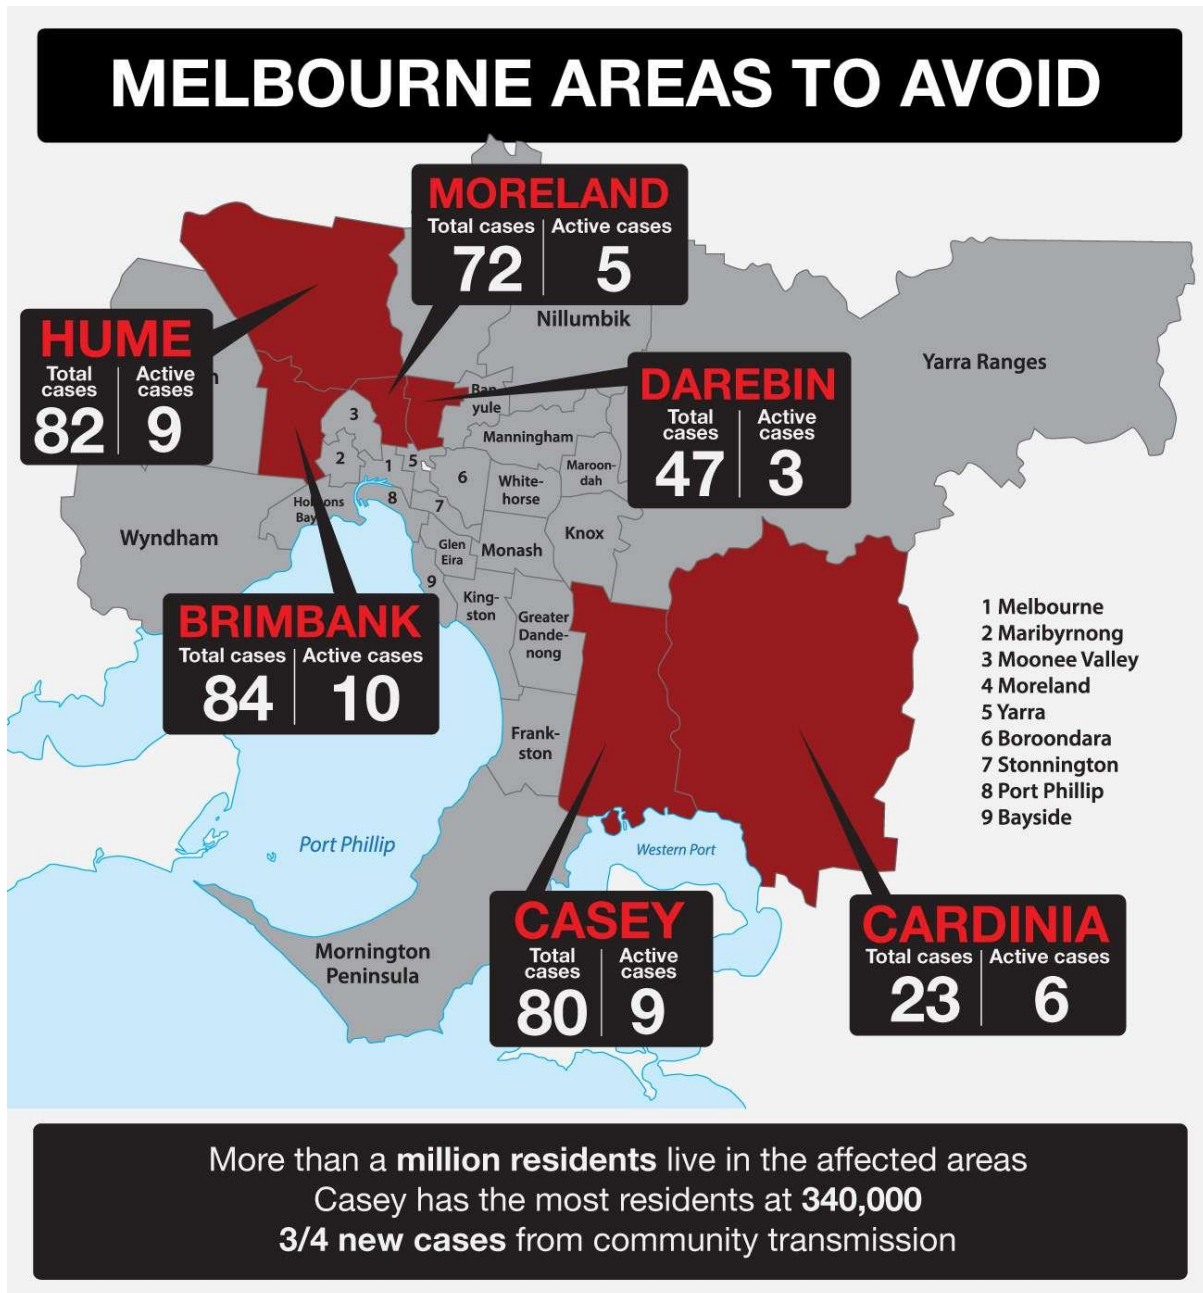 MELBOURNE AREAS TO AVOID
MORELAND
Total cases Active cases
72 5
Nillumbik
Yarra Ranges
HUME
Total cases Active cases
82 9
DAREBIN
Total cases Active cases
47 3
Ban-
yule
3
Manningham
2
1
5
6
White-
horse
Maroon-
dah
8
7
Knox
Wyndham
Glen
Eira
Monash
9
King-
ston
Greater
Dande-
nong
BRIMBANK
Total cases Active cases
84 10
1 Melbourne
2 Maribyrnong
3 Moonee Valley
4 Moreland
5 Yarra
6 Boroondara
7 Stonnington
8 Port Phillip
9 Bayside
Frank-
ston
Port Phillip
Western Port
CASEY
Total cases Active cases
80 9
CARDINIA
Total cases Active cases
23 6
Mornington
Peninsula
More than a million residents live in the affected areas
Casey has the most residents at 340,000
3/4 new cases from community transmission